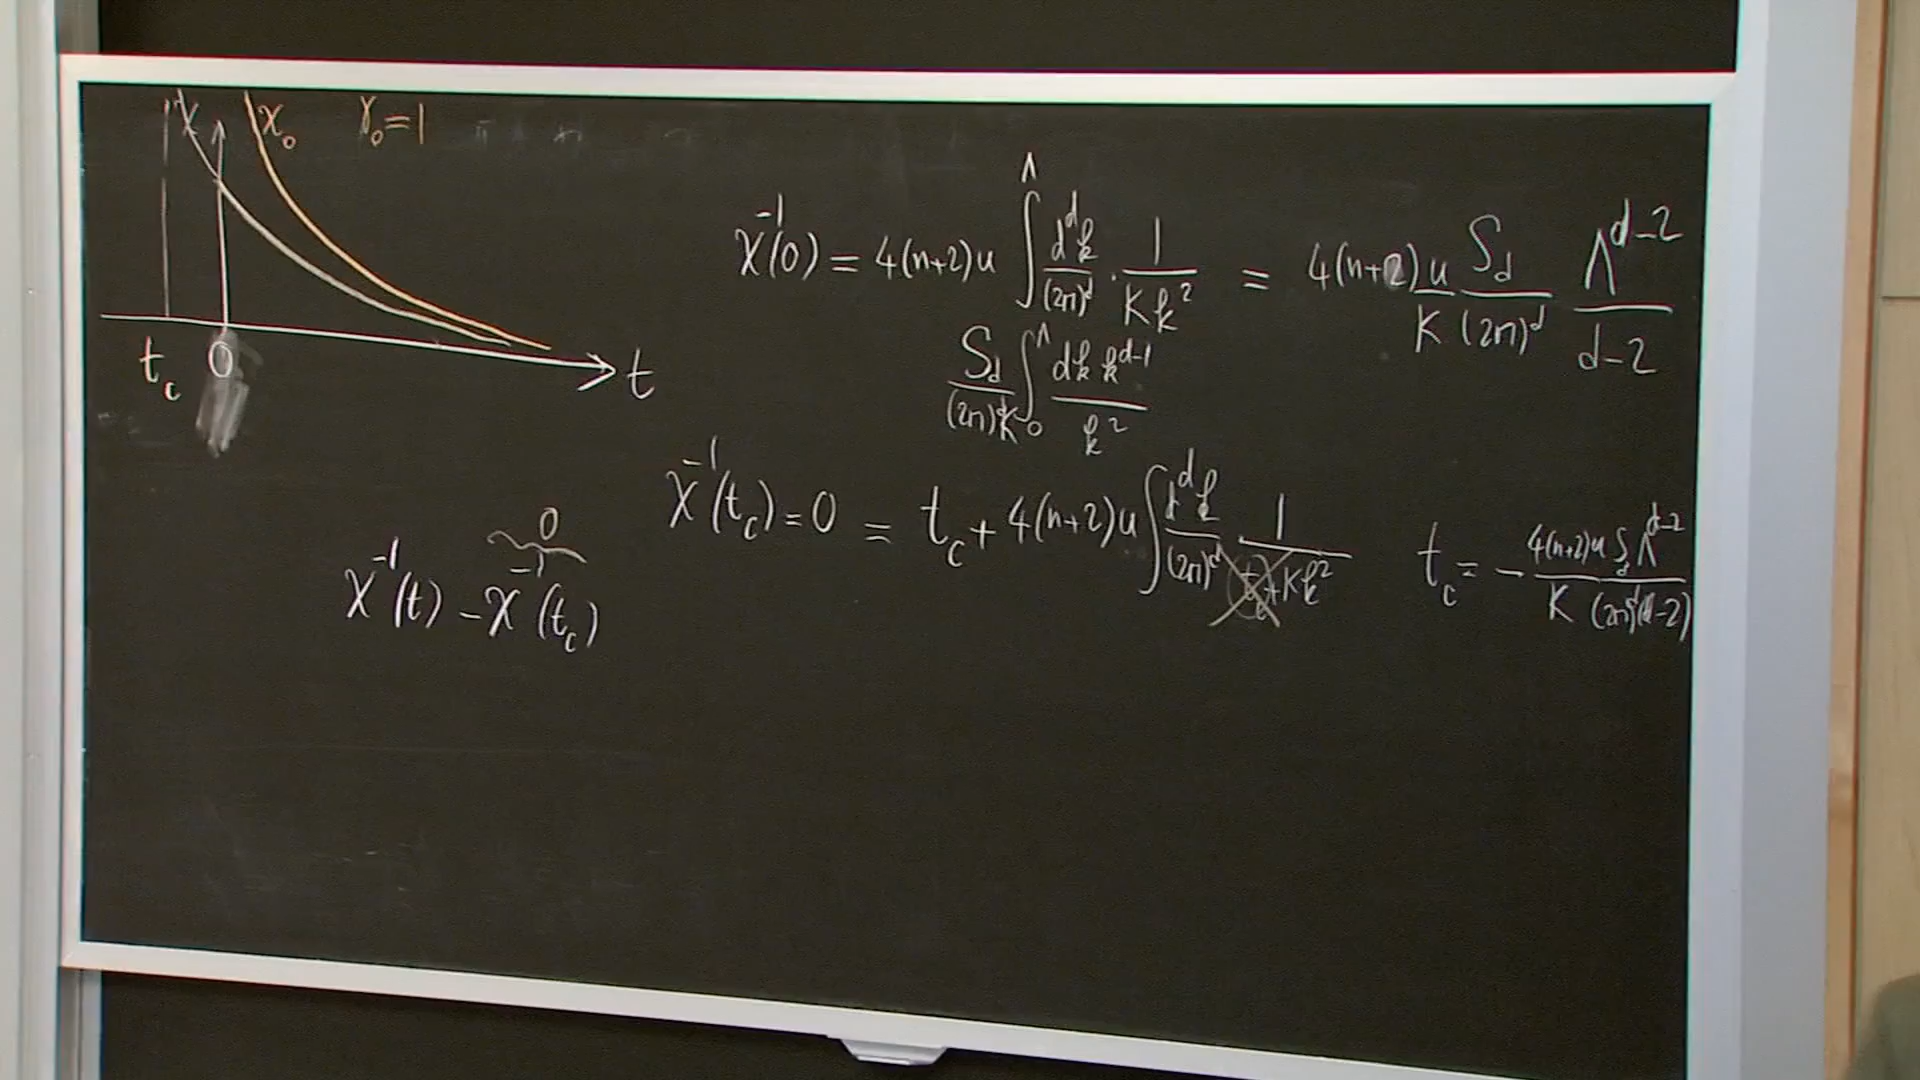 χ χ₀ γ₀=1
t_c 0 t
χ⁻¹(0) = 4(n+2)u ∫^Λ d^dk/(2π)^d · 1/Kk² = 4(n+2) u/K S_d/(2π)^d Λ^{d-2}/d-2
S_d/(2π)^d K ∫_0^Λ dk k^{d-1}/k²
χ⁻¹(t_c) = 0 = t_c + 4(n+2)u ∫ d^dk/(2π)^d 1/t_c+Kk² t_c = - 4(n+2)u S_d Λ^{d-2}/K (2π)^d(d-2)
0
χ⁻¹(t) - χ⁻¹(t_c)